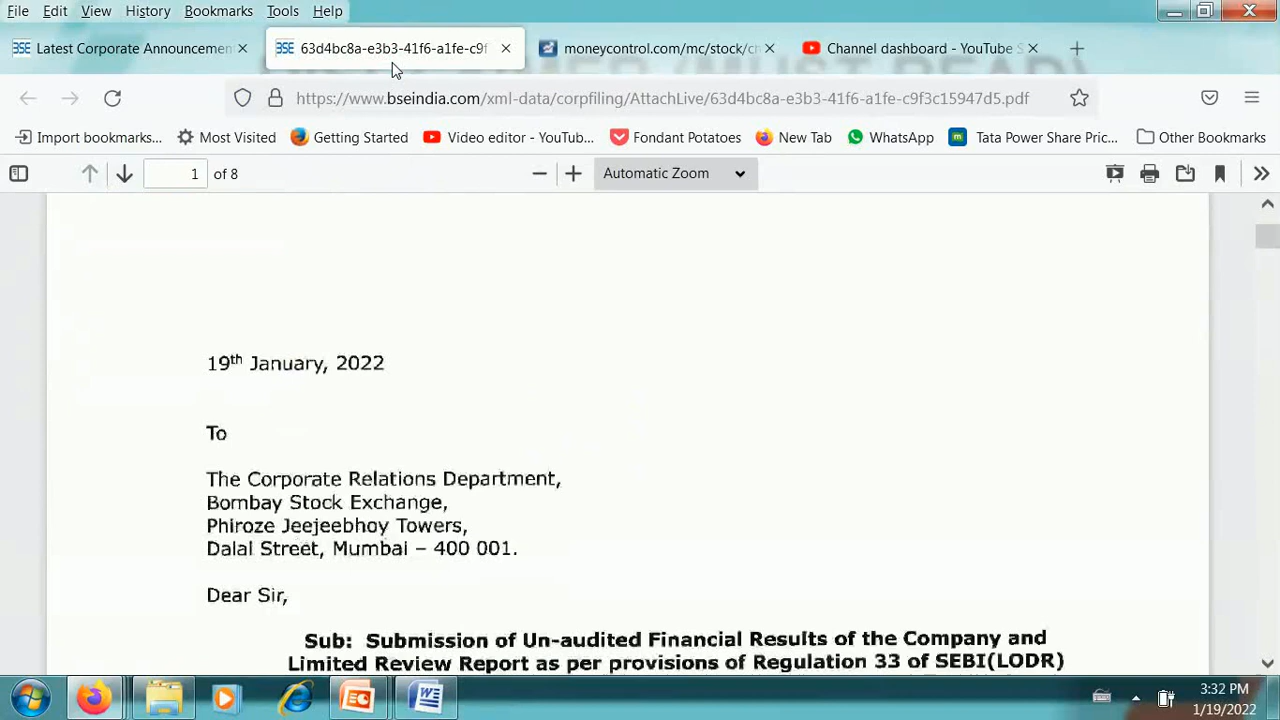 File Edit View History Bookmarks Tools Help
Latest Corporate Announcemen
63d4bc8a-e3b3-41f6-a1fe-c9f
moneycontrol.com/mc/stock/c
Channel dashboard - YouTube S
https://www.bseindia.com/xml-data/corpfiling/AttachLive/63d4bc8a-e3b3-41f6-a1fe-c9f3c15947d5.pdf
Import bookmarks... Most Visited Getting Started Video editor - YouTub... Fondant Potatoes New Tab WhatsApp Tata Power Share Pric... Other Bookmarks
1 of 8 Automatic Zoom
19th January, 2022
To
The Corporate Relations Department,
Bombay Stock Exchange,
Phiroze Jeejeebhoy Towers,
Dalal Street, Mumbai – 400 001.
Dear Sir,
Sub: Submission of Un-audited Financial Results of the Company and
Limited Review Report as per provisions of Regulation 33 of SEBI(LODR)
3:32 PM
1/19/2022